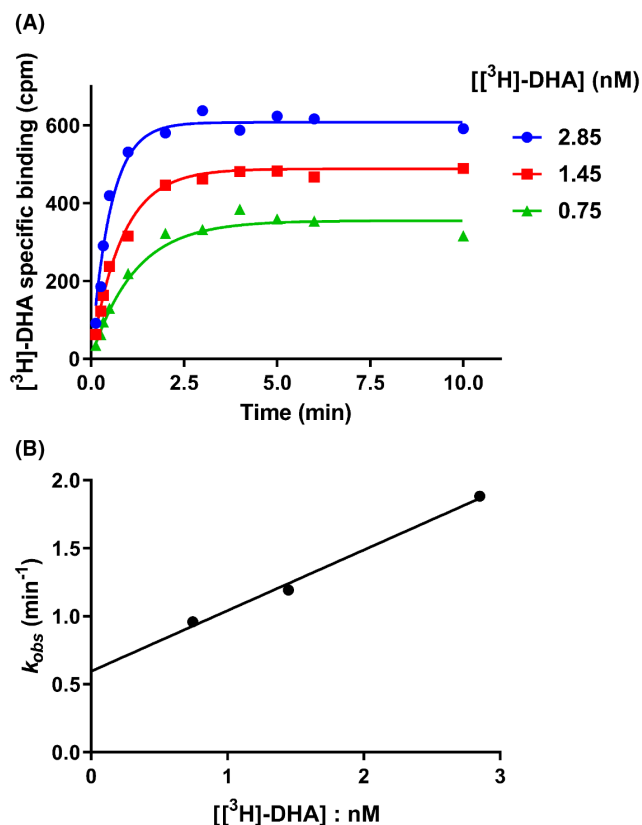 (A)
[[³H]-DHA] (nM)
2.85
1.45
0.75
[³H]-DHA specific binding (cpm)
600
400
200
0
0.0 2.5 5.0 7.5 10.0
Time (min)
(B)
kobs (min⁻¹)
2.0
1.5
1.0
0.5
0.0
0 1 2 3
[[³H]-DHA] : nM